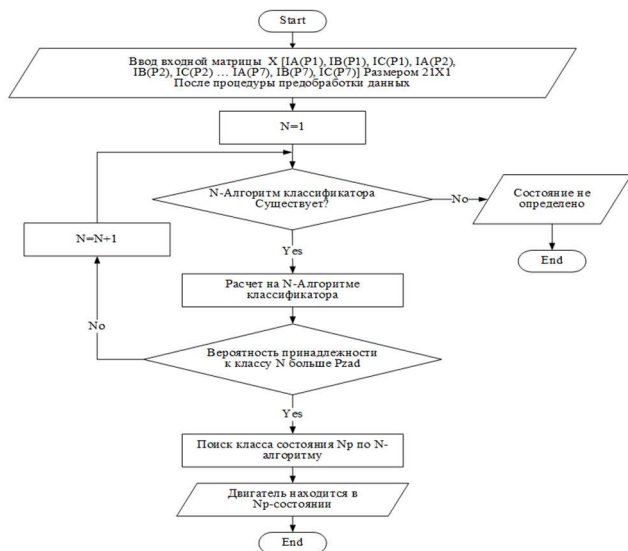 Start
Ввод входной матрицы X [IA(P1), IB(P1), IC(P1), IA(P2),
IB(P2), IC(P2) ... IA(P7), IB(P7), IC(P7)] Размером 21X1
После процедуры предобработки данных
N=1
N-Алгоритм классификатора
Существует?
No
Состояние не
определено
End
N=N+1
Yes
Расчет на N-Алгоритме
классификатора
No
Вероятность принадлежности
к классу N больше Pzad
Yes
Поиск класса состояния Np по N-
алгоритму
Двигатель находится в
Np-состоянии
End